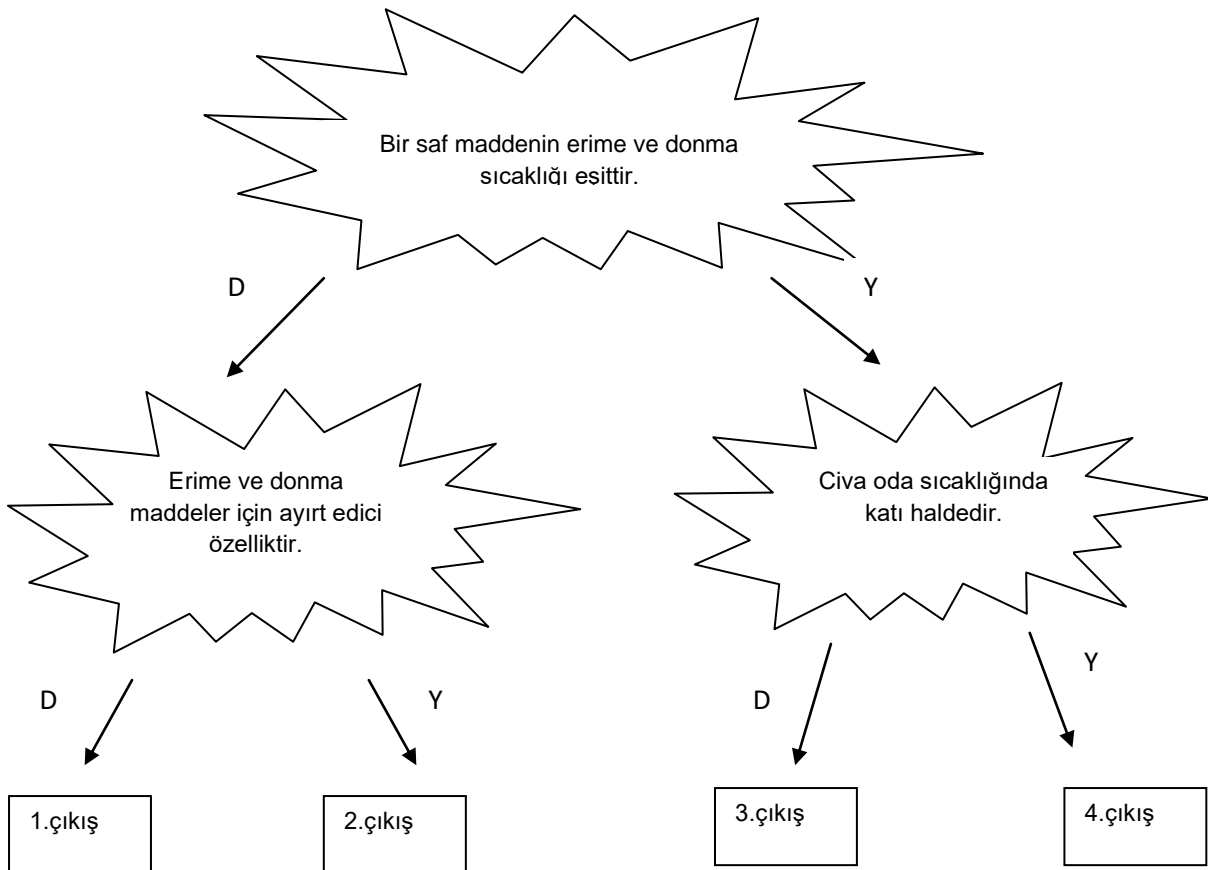 Bir saf maddenin erime ve donma
sıcaklığı eşittir.
D
Y
Erime ve donma
maddeler için ayırt edici
özelliktir.
Civa oda sıcaklığında
katı haldedir.
D
Y
D
Y
1.çıkış
2.çıkış
3.çıkış
4.çıkış